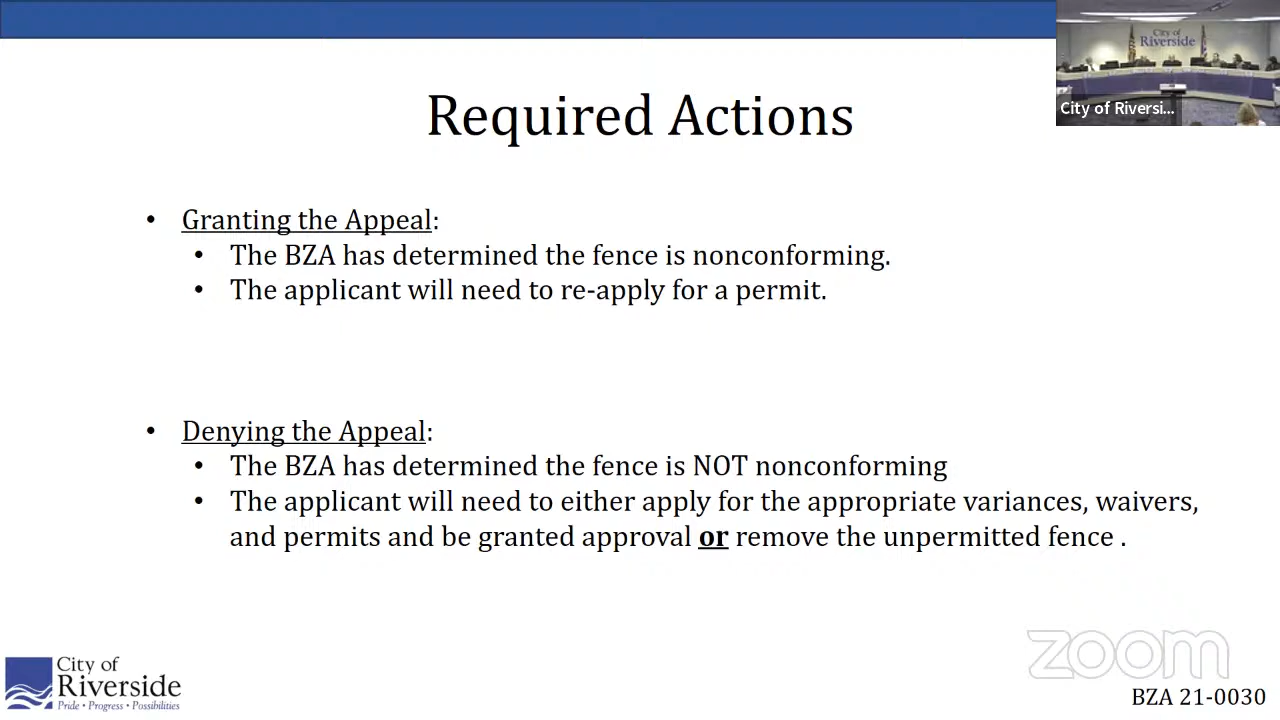 City of
Riverside
City of Riversi...
Required Actions
• Granting the Appeal:
• The BZA has determined the fence is nonconforming.
• The applicant will need to re-apply for a permit.
• Denying the Appeal:
• The BZA has determined the fence is NOT nonconforming
• The applicant will need to either apply for the appropriate variances, waivers,
and permits and be granted approval or remove the unpermitted fence .
City of
Riverside
Pride • Progress • Possibilities
zoom
BZA 21-0030